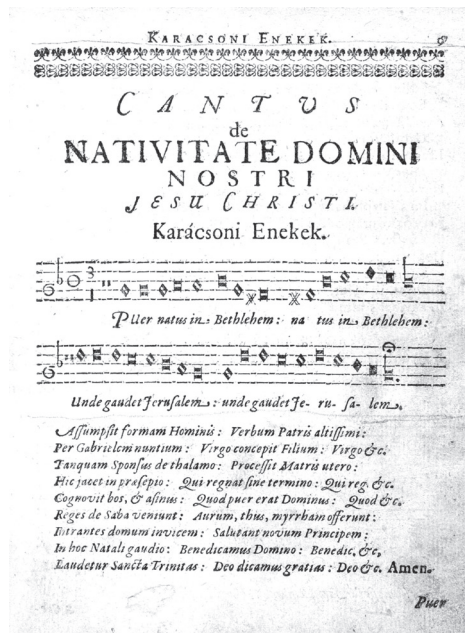 KARACSONI ENEKEK.
CANTVS
de
NATIVITATE DOMINI
NOSTRI
JESU CHRISTI.
Karácsoni Enekek.
PUer natus in Bethlehem: na tus in Bethlehem:
Unde gaudet Jerusalem: unde gaudet Je- ru- sa- lem.
Assumpsit formam Hominis: Verbum Patris altissimi:
Per Gabrielem nuntium: Virgo concepit Filium: Virgo &c.
Tanquam Sponsus de thalamo: Processit Matris utero:
Hic jacet in præsepio: Qui regnat sine termino: Qui reg. &c.
Cognovit bos, & asinus: Quod puer erat Dominus: Quod &c.
Reges de Saba veniunt: Aurum, thus, myrrham offerunt:
Intrantes domum invicem: Salutant novum Principem:
In hoc Natali gaudio: Benedicamus Domino: Benedic. &c,
Laudetur Sancta Trinitas: Deo dicamus gratias: Deo &c. Amen.
Puer